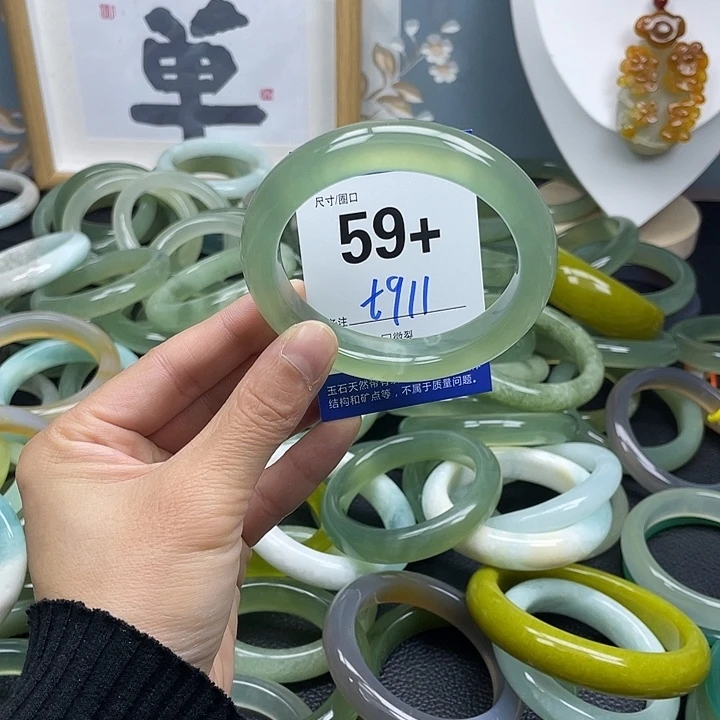 单
尺寸/圈口
59+
t911
注
微裂
玉石天然带有
结构和矿点等，不属于质量问题。